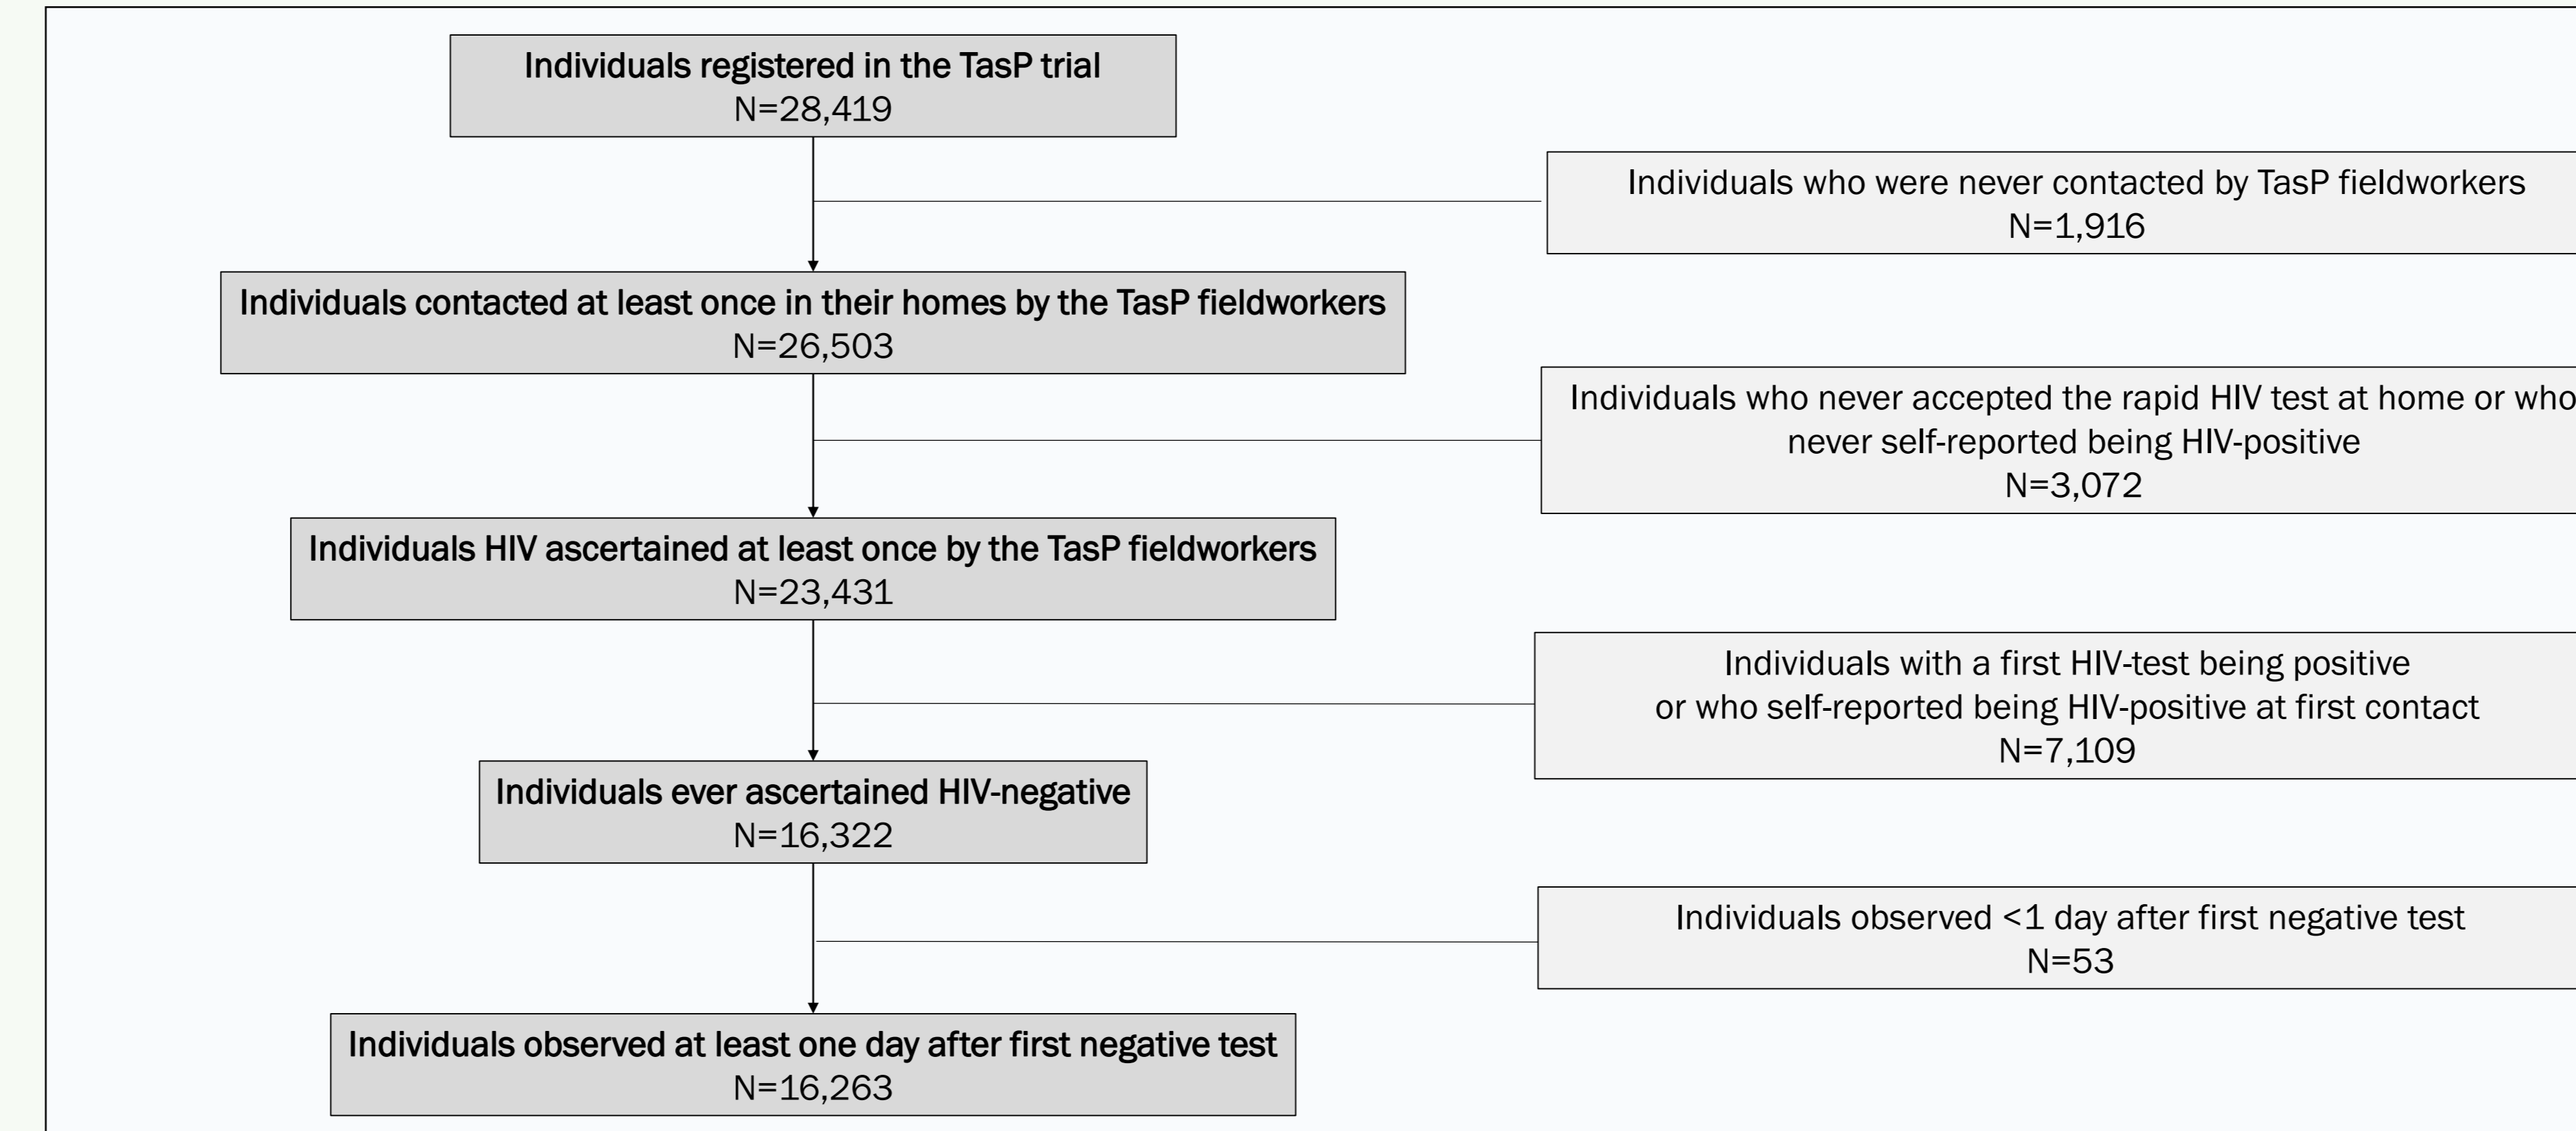 Individuals registered in the TasP trial
N=28,419
Individuals who were never contacted by TasP fieldworkers
N=1,916
Individuals contacted at least once in their homes by the TasP fieldworkers
N=26,503
Individuals who never accepted the rapid HIV test at home or who
never self-reported being HIV-positive
N=3,072
Individuals HIV ascertained at least once by the TasP fieldworkers
N=23,431
Individuals with a first HIV-test being positive
or who self-reported being HIV-positive at first contact
N=7,109
Individuals ever ascertained HIV-negative
N=16,322
Individuals observed <1 day after first negative test
N=53
Individuals observed at least one day after first negative test
N=16,263